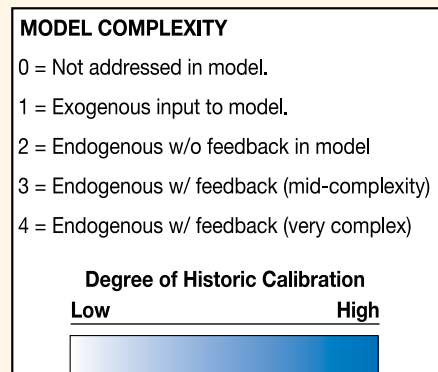 MODEL COMPLEXITY
0 = Not addressed in model.
1 = Exogenous input to model.
2 = Endogenous w/o feedback in model
3 = Endogenous w/ feedback (mid-complexity)
4 = Endogenous w/ feedback (very complex)
Degree of Historic Calibration
Low High